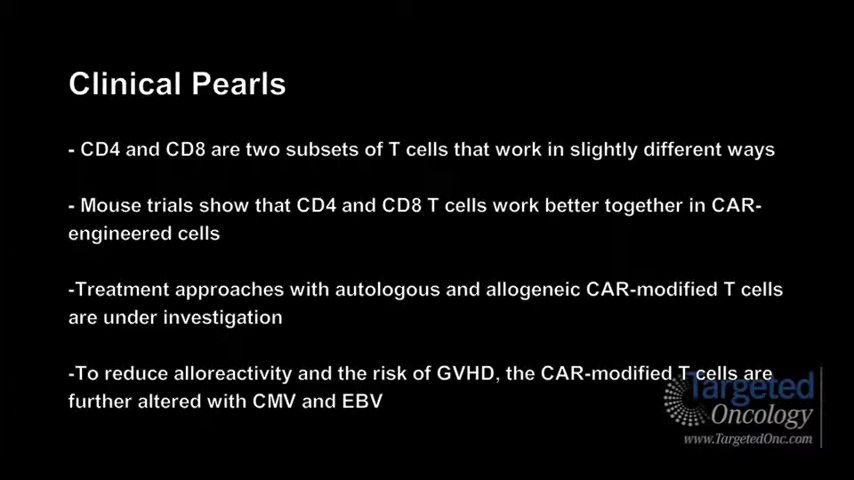 Clinical Pearls
- CD4 and CD8 are two subsets of T cells that work in slightly different ways
- Mouse trials show that CD4 and CD8 T cells work better together in CAR-
engineered cells
-Treatment approaches with autologous and allogeneic CAR-modified T cells
are under investigation
-To reduce alloreactivity and the risk of GVHD, the CAR-modified T cells are
further altered with CMV and EBV
Targeted
Oncology
www.TargetedOnc.com